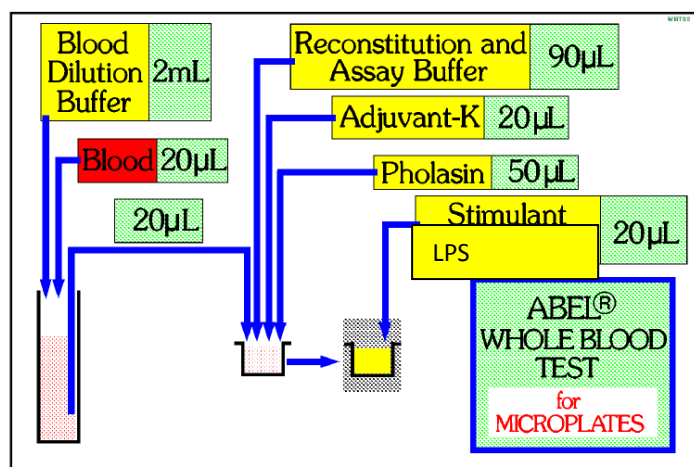 WBT02
Blood
Dilution
Buffer
2mL
Blood
20µL
20µL
Reconstitution and
Assay Buffer
90µL
Adjuvant-K
20µL
Pholasin
50µL
Stimulant
LPS
20µL
ABEL®
WHOLE BLOOD
TEST
for
MICROPLATES